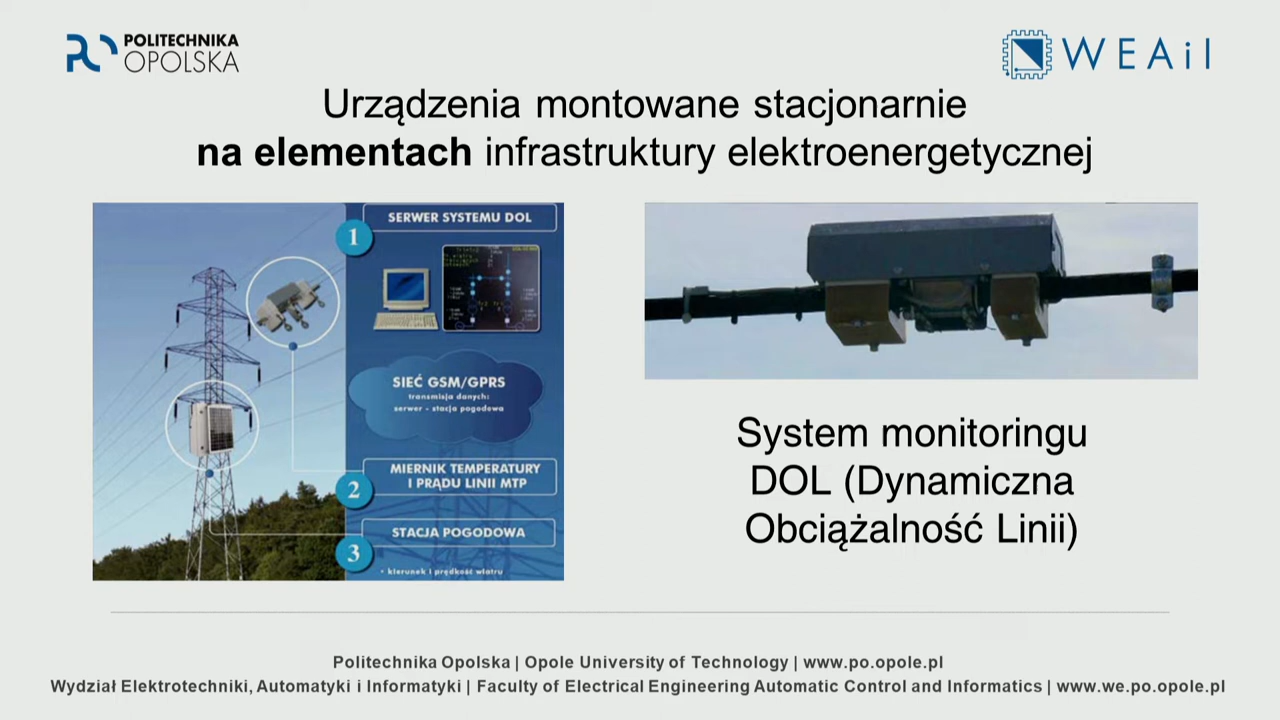 POLITECHNIKA
OPOLSKA
WEAiI
Urządzenia montowane stacjonarnie
na elementach infrastruktury elektroenergetycznej
SERWER SYSTEMU DOL
1
SIEĆ GSM/GPRS
transmisja danych:
serwer - stacja pogodowa
MIERNIK TEMPERATURY
I PRĄDU LINII MTP
2
STACJA POGODOWA
3
• kierunek i prędkość wiatru
System monitoringu
DOL (Dynamiczna
Obciążalność Linii)
Politechnika Opolska | Opole University of Technology | www.po.opole.pl
Wydział Elektrotechniki, Automatyki i Informatyki | Faculty of Electrical Engineering Automatic Control and Informatics | www.we.po.opole.pl